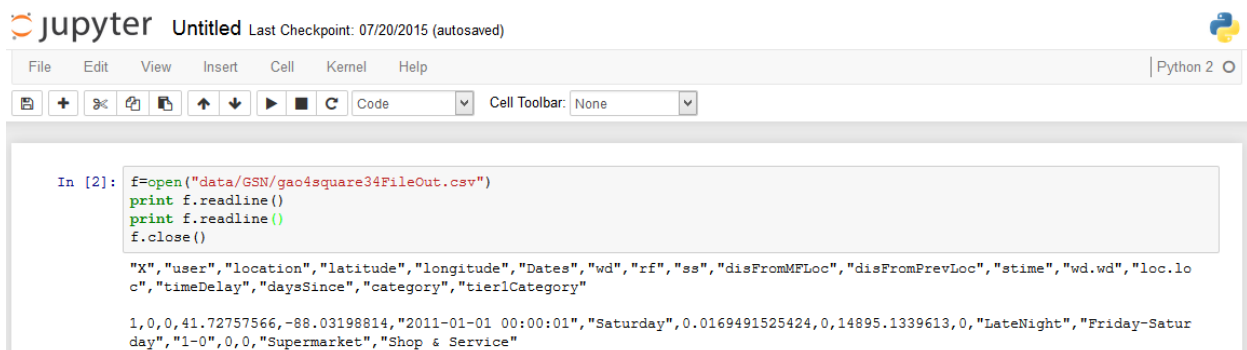 jupyter Untitled Last Checkpoint: 07/20/2015 (autosaved)
File Edit View Insert Cell Kernel Help Python 2
Code Cell Toolbar: None
In [2]: f=open("data/GSN/gao4square34FileOut.csv")
print f.readline()
print f.readline()
f.close()
"X","user","location","latitude","longitude","Dates","wd","rf","ss","disFromMFLoc","disFromPrevLoc","stime","wd.wd","loc.lo
c","timeDelay","daysSince","category","tier1Category"
1,0,0,41.72757566,-88.03198814,"2011-01-01 00:00:01","Saturday",0.0169491525424,0,14895.1339613,0,"LateNight","Friday-Satur
day","1-0",0,0,"Supermarket","Shop & Service"